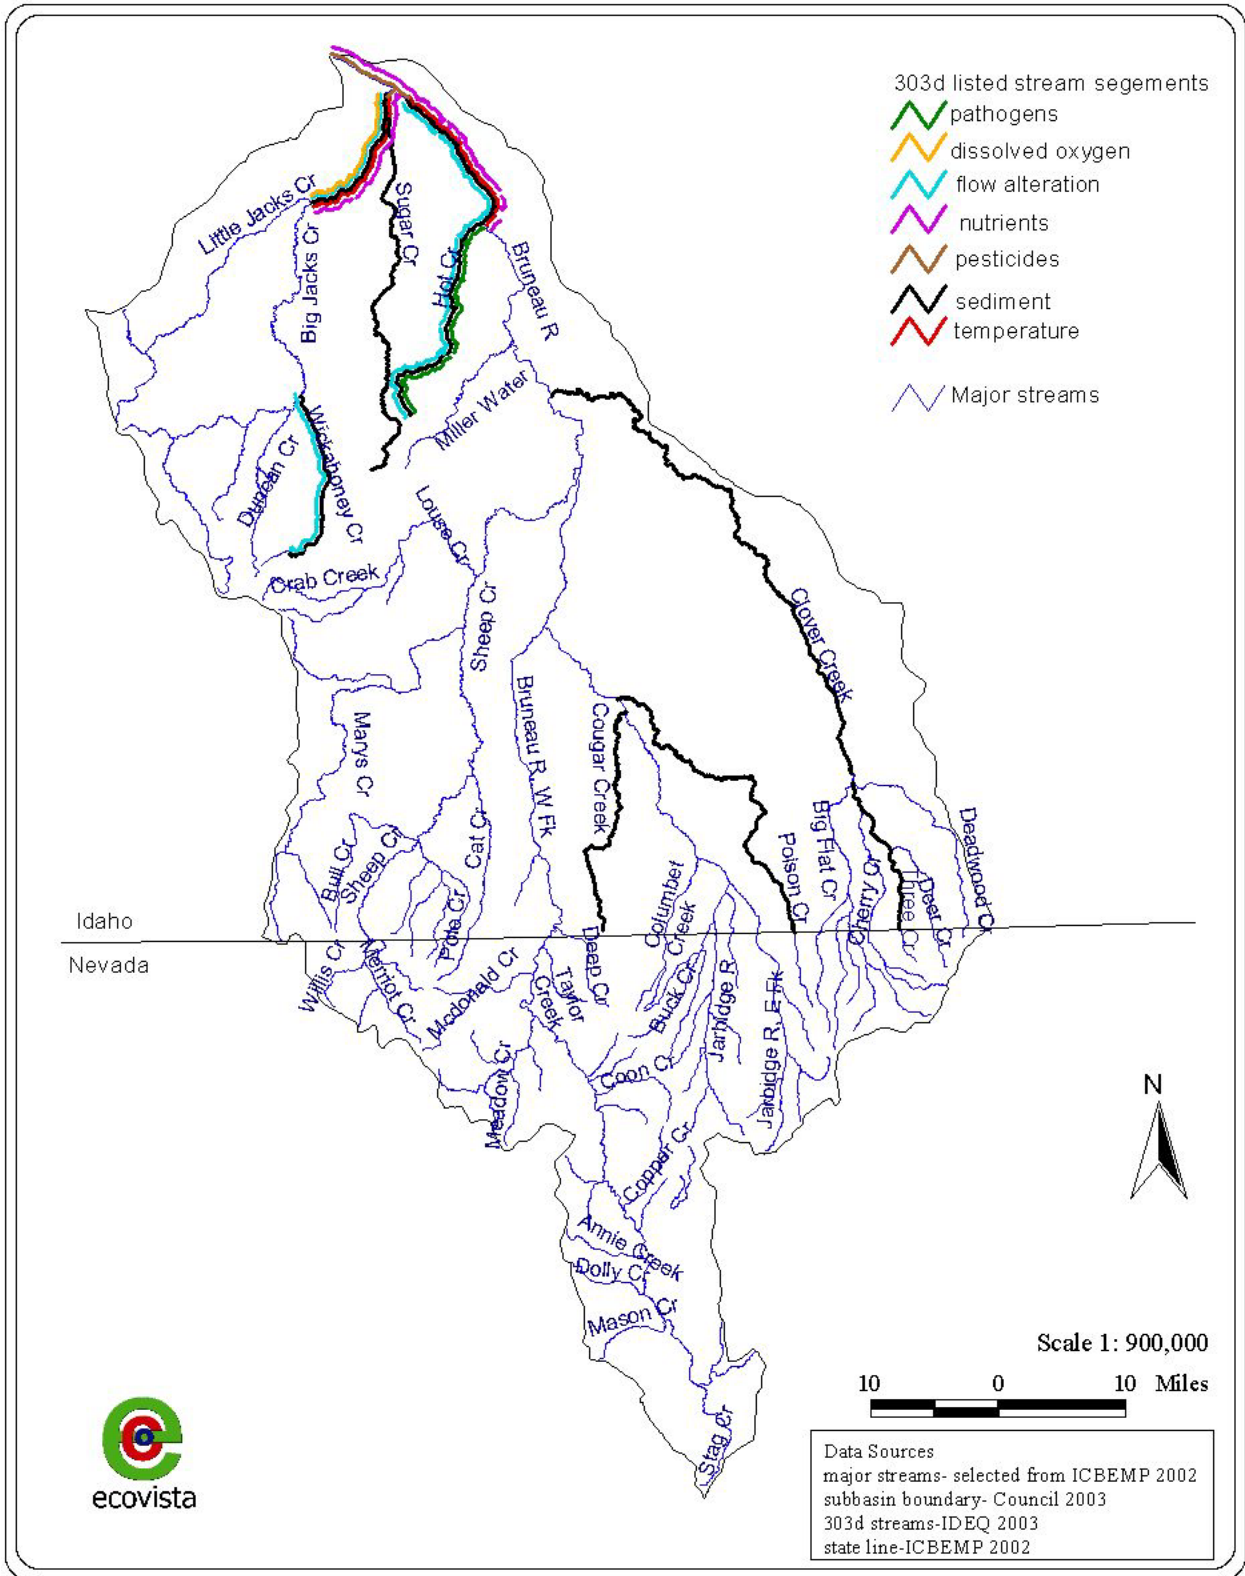 303d listed stream segements
pathogens
dissolved oxygen
flow alteration
nutrients
pesticides
sediment
temperature
Major streams
Little Jacks Cr
Big Jacks Cr
Sugar Cr
Hot Cr
Bruneau R
Miller Water
Wickahoney Cr
Duncan Cr
Louse Cr
Crab Creek
Sheep Cr
Clover Creek
Marys Cr
Bruneau R, W Fk
Cougar Creek
Cat Cr
Bull Cr
Sheep Cr
Pole Cr
Columbet
Creek
Poison Cr
Big Flat Cr
Cherry Cr
Three Cr
Deer Cr
Deadwood Cr
Idaho
Nevada
Willis Cr
Merriot Cr
Mcdonald Cr
Taylor
Creek
Deep Cr
Buck Cr
Jarbidge R
Jarbidge R, E Fk
Meadow Cr
Coon Cr
Copper Cr
Annie Creek
Dolly Cr
Mason Cr
Stag Cr
N
Scale 1: 900,000
10 0 10 Miles
Data Sources
major streams- selected from ICBEMP 2002
subbasin boundary- Council 2003
303d streams-IDEQ 2003
state line-ICBEMP 2002
ecovista